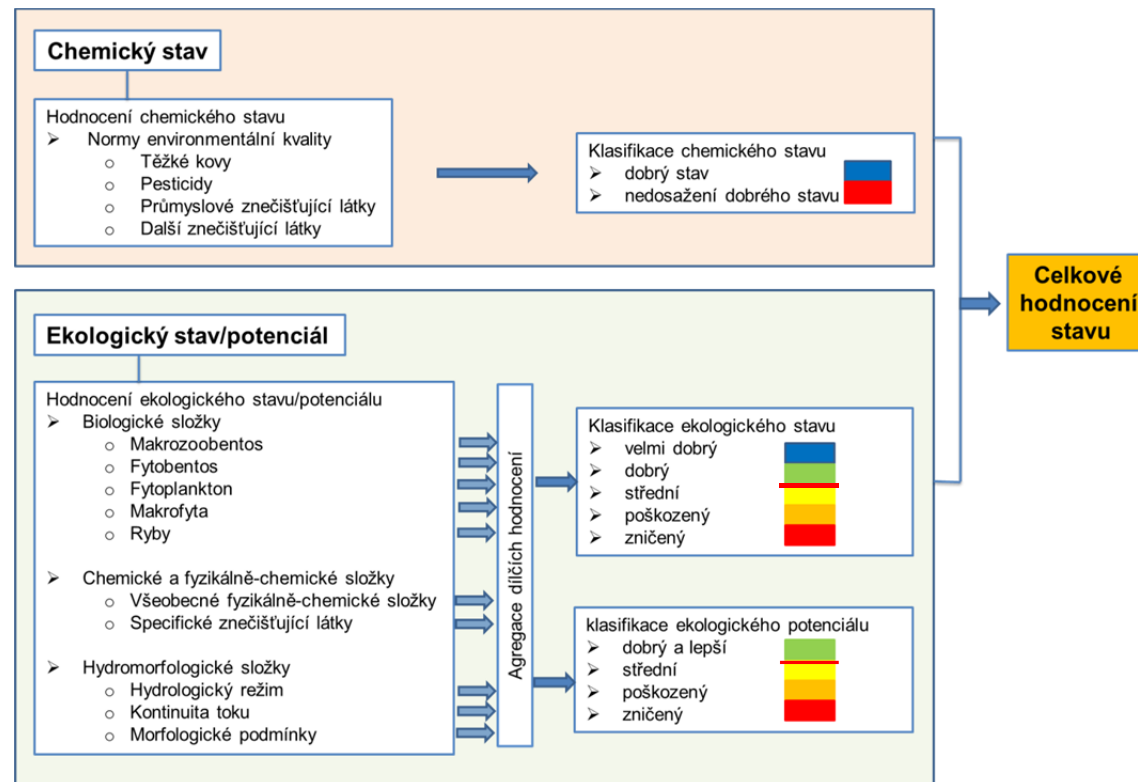 Chemický stav
Hodnocení chemického stavu
➢ Normy environmentální kvality
o Těžké kovy
o Pesticidy
o Průmyslové znečišťující látky
o Další znečišťující látky
Klasifikace chemického stavu
➢ dobrý stav
➢ nedosažení dobrého stavu
Celkové
hodnocení
stavu
Ekologický stav/potenciál
Hodnocení ekologického stavu/potenciálu
➢ Biologické složky
o Makrozoobentos
o Fytobentos
o Fytoplankton
o Makrofyta
o Ryby
➢ Chemické a fyzikálně-chemické složky
o Všeobecné fyzikálně-chemické složky
o Specifické znečišťující látky
➢ Hydromorfologické složky
o Hydrologický režim
o Kontinuita toku
o Morfologické podmínky
Agregace dílčích hodnocení
Klasifikace ekologického stavu
➢ velmi dobrý
➢ dobrý
➢ střední
➢ poškozený
➢ zničený
klasifikace ekologického potenciálu
➢ dobrý a lepší
➢ střední
➢ poškozený
➢ zničený